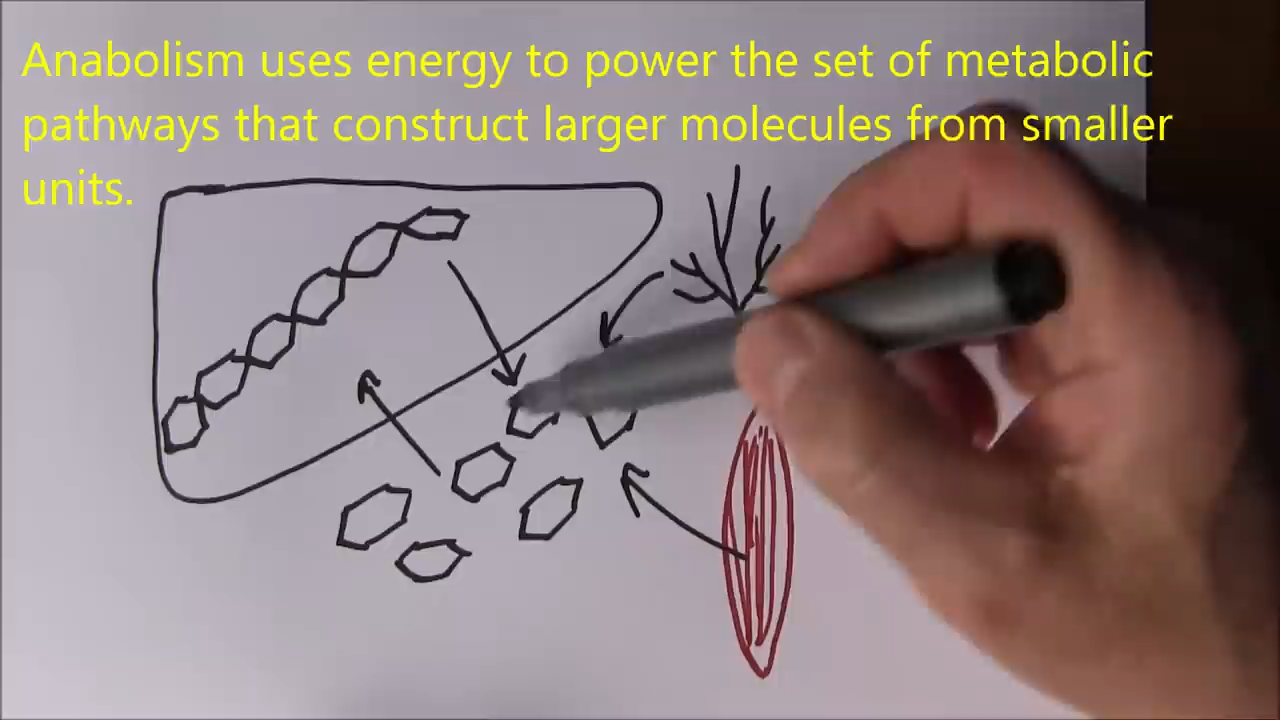 Anabolism uses energy to power the set of metabolic
pathways that construct larger molecules from smaller
units.